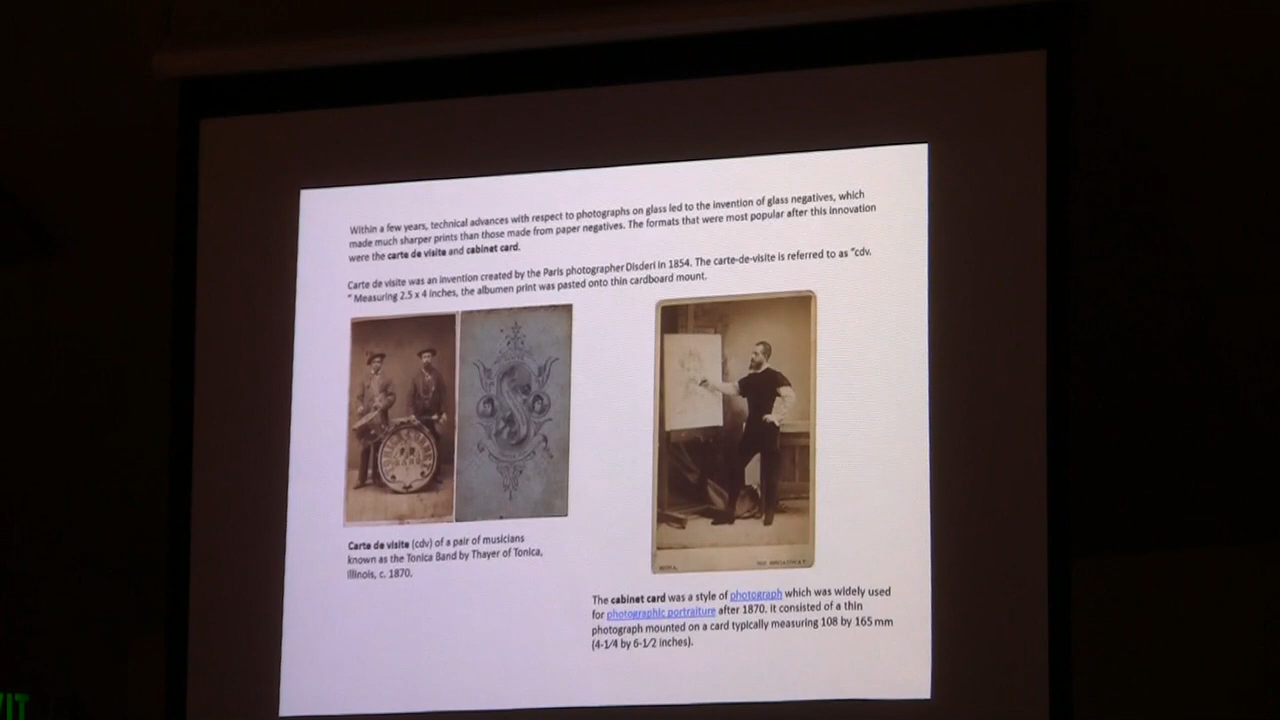 Within a few years, technical advances with respect to photographs on glass led to the invention of glass negatives, which
made much sharper prints than those made from paper negatives. The formats that were most popular after this innovation
were the carte de visite and cabinet card.
Carte de visite was an invention created by the Paris photographer Disderi in 1854. The carte-de-visite is referred to as "cdv.
" Measuring 2.5 x 4 inches, the albumen print was pasted onto thin cardboard mount.
Carte de visite (cdv) of a pair of musicians
known as the Tonica Band by Thayer of Tonica,
Illinois, c. 1870.
The cabinet card was a style of photograph which was widely used
for photographic portraiture after 1870. It consisted of a thin
photograph mounted on a card typically measuring 108 by 165 mm
(4-1⁄4 by 6-1⁄2 inches).